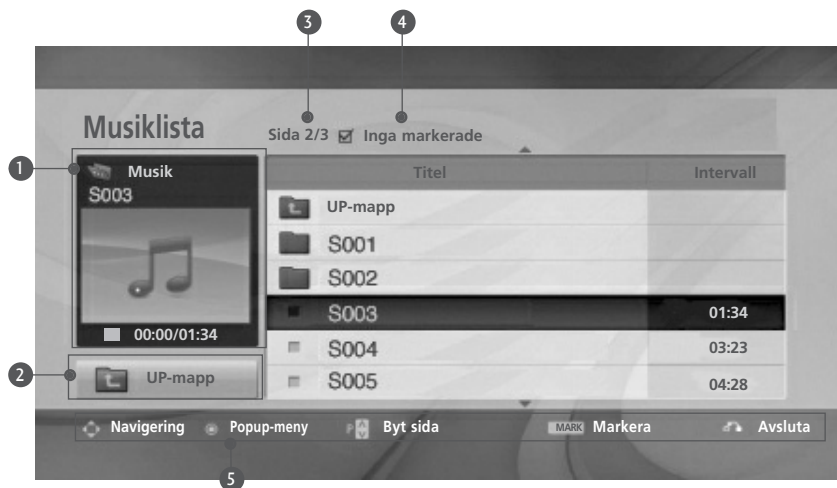 3 4
Musiklista
Sida 2/3 Inga markerade
1
Musik
S003
00:00/01:34
2
UP-mapp
Titel Intervall
UP-mapp
S001
S002
S003 01:34
S004 03:23
S005 04:28
Navigering Popup-meny P Byt sida MARK Markera Avsluta
5